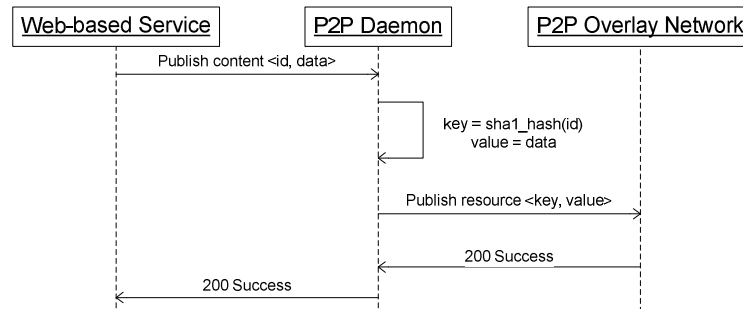 Web-based Service
P2P Daemon
P2P Overlay Network
Publish content <id, data>
key = sha1_hash(id)
value = data
Publish resource <key, value>
200 Success
200 Success